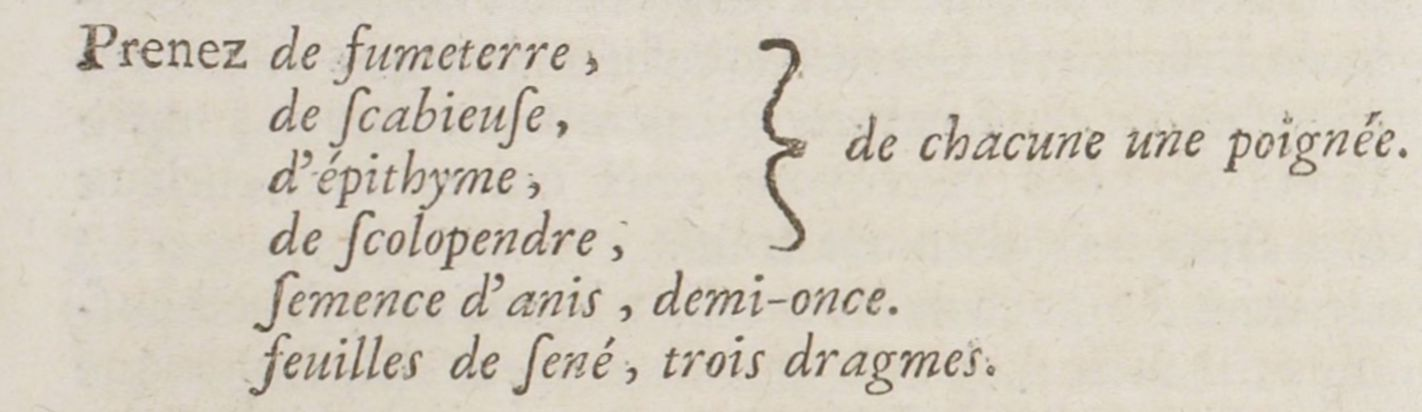 Prenez de fumeterre,
de ſcabieuſe,
d'épithyme,
de ſcolopendre,
de chacune une poignée.
ſemence d'anis, demi-once.
feuilles de ſené, trois dragmes.